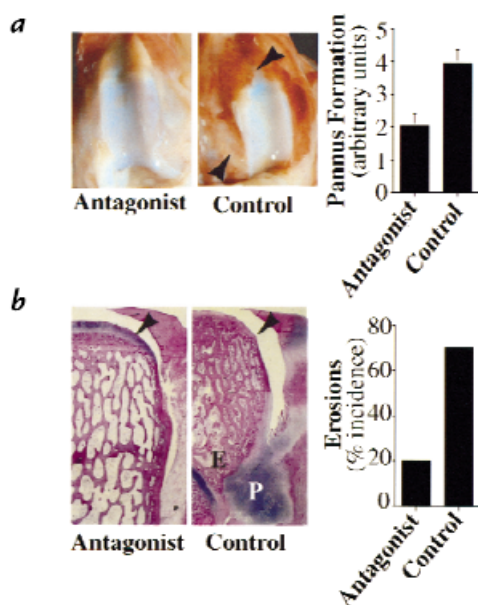 a
Antagonist
Control
Pannus Formation
(arbitrary units)
5
4
3
2
1
0
Antagonist
Control
b
E
P
Antagonist
Control
Erosions
(% incidence)
80
60
40
20
0
Antagonist
Control